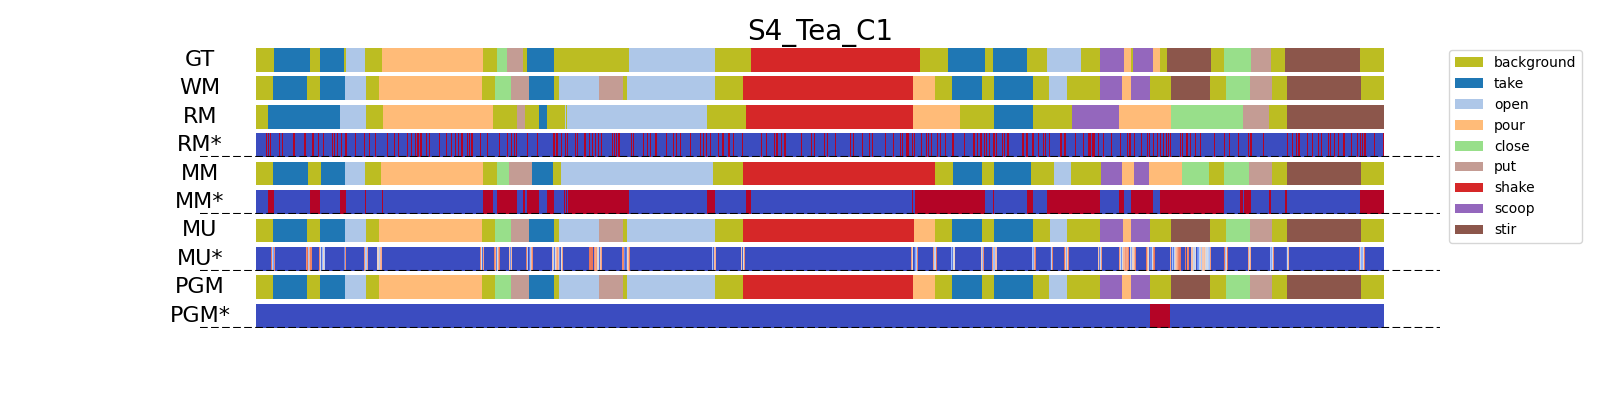 S4_Tea_C1
GT
WM
RM
RM*
MM
MM*
MU
MU*
PGM
PGM*
background
take
open
pour
close
put
shake
scoop
stir